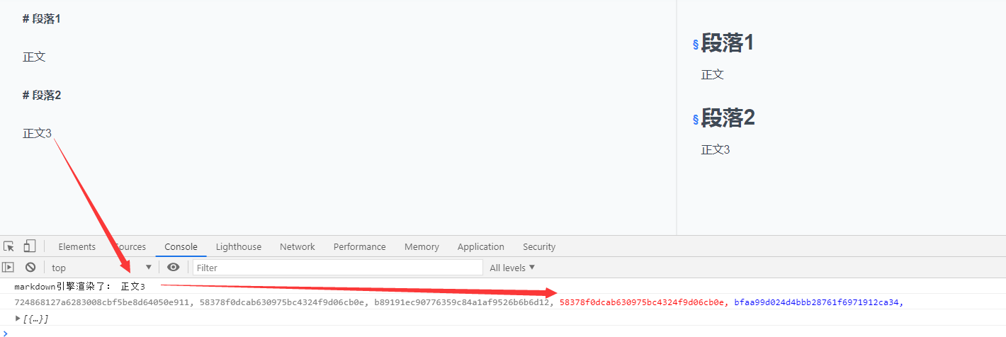 # 段落1
正文
# 段落2
正文3
§ 段落1
正文
§ 段落2
正文3
Elements Sources Console Lighthouse Network Performance Memory Application Security
top ▼ Filter All levels ▼
markdown引擎渲染了: 正文3
724868127a6283008cbf5be8d64050e911, 58378f0dcab630975bc4324f9d06cb0e, b89191ec90776359c84a1af9526b6b6d12, 58378f0dcab630975bc4324f9d06cb0e, bfaa99d024d4bbb28761f6971912ca34,
▶ [{…}]
>